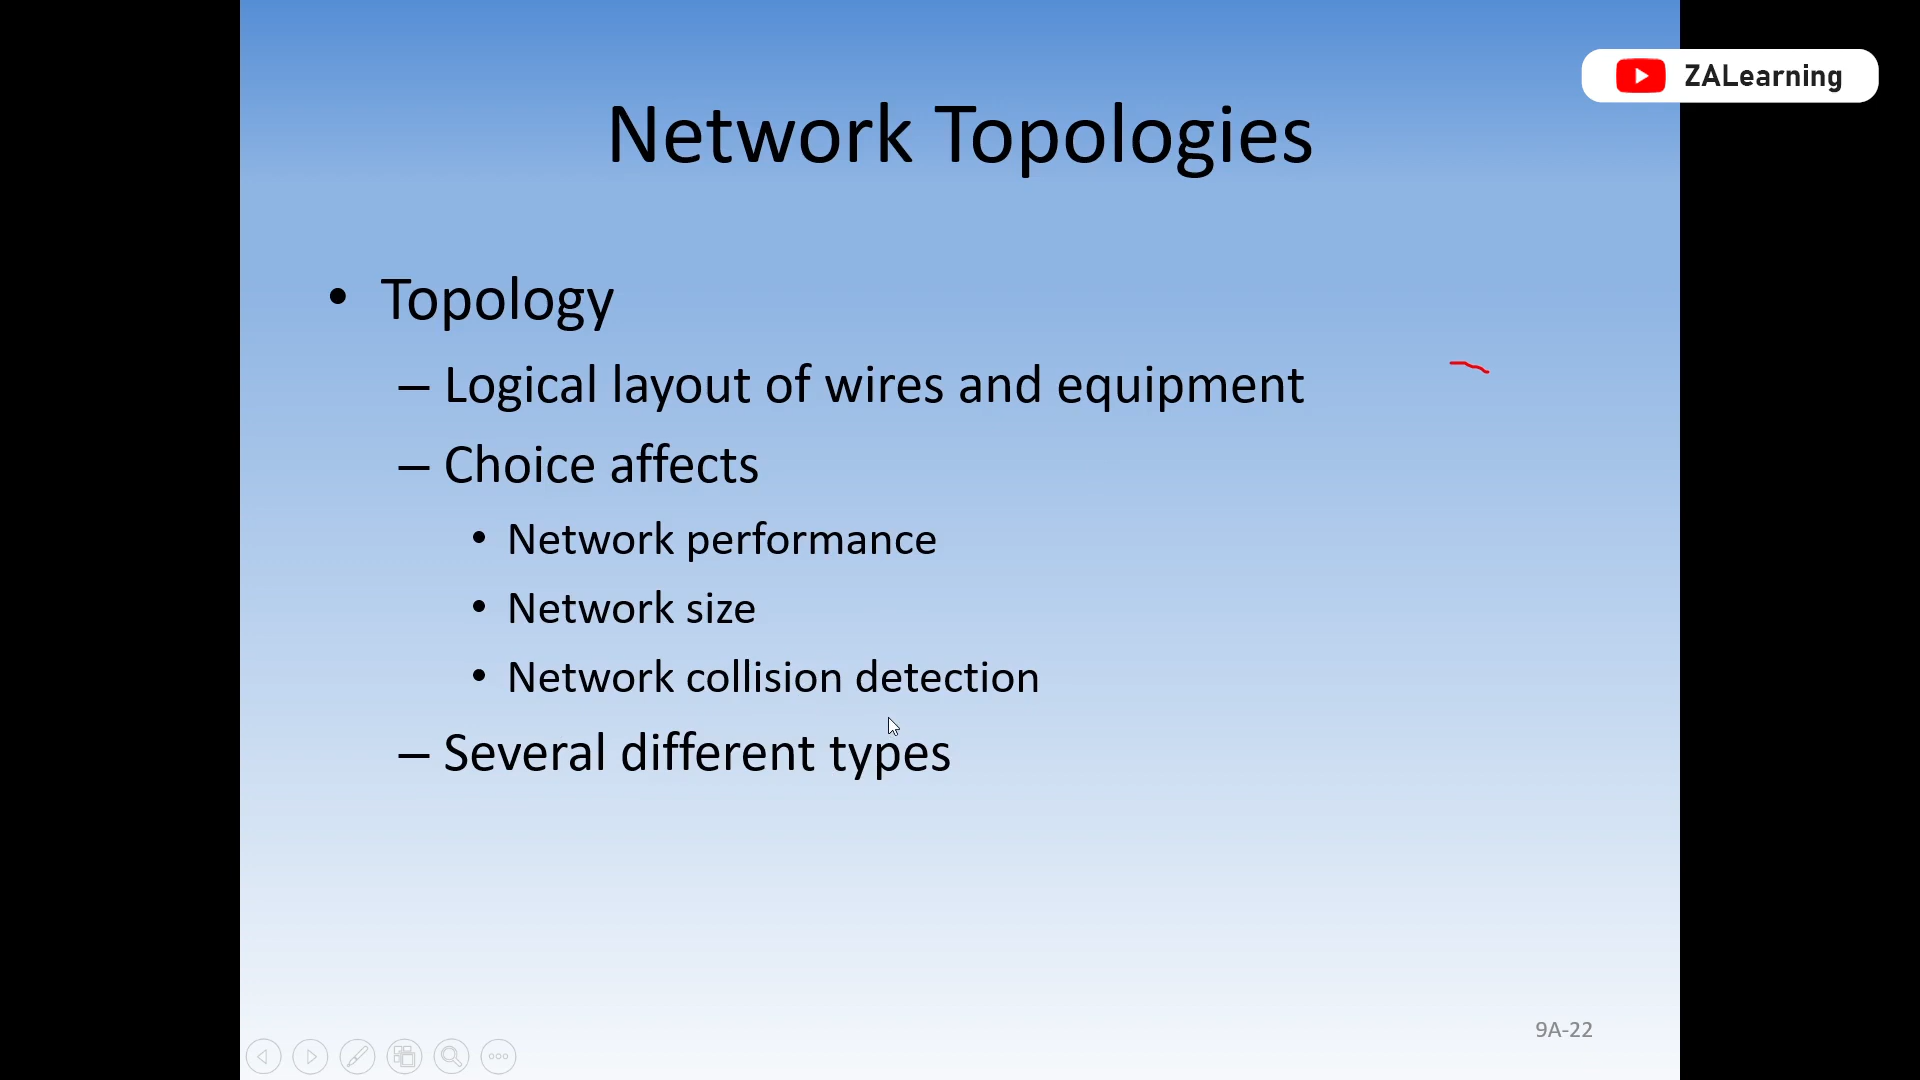 ZALearning
Network Topologies
• Topology
– Logical layout of wires and equipment
– Choice affects
• Network performance
• Network size
• Network collision detection
– Several different types
9A-22